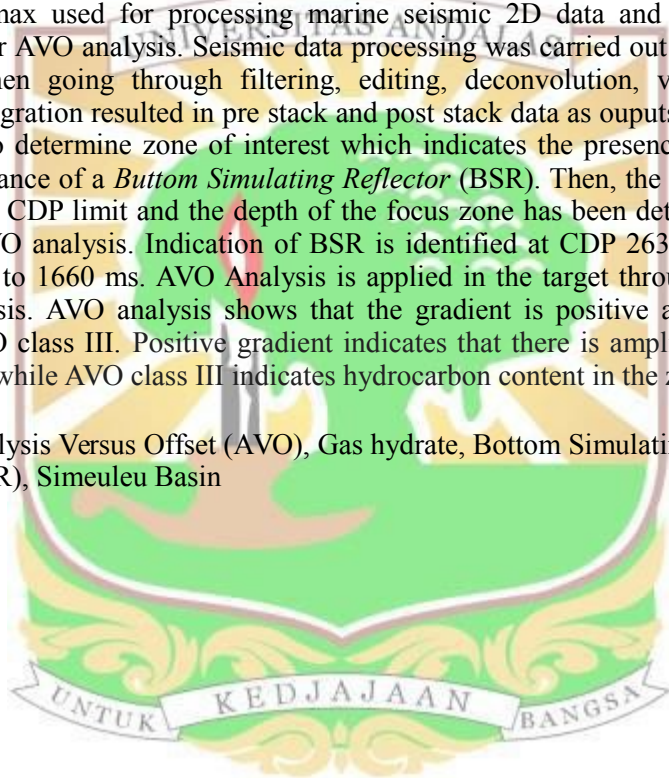 max used for processing marine seismic 2D data and
r AVO analysis. Seismic data processing was carried out
hen going through filtering, editing, deconvolution, v
gration resulted in pre stack and post stack data as ouputs
o determine zone of interest which indicates the presenc
ance of a Buttom Simulating Reflector (BSR). Then, the
CDP limit and the depth of the focus zone has been det
VO analysis. Indication of BSR is identified at CDP 263
to 1660 ms. AVO Analysis is applied in the target throu
sis. AVO analysis shows that the gradient is positive a
O class III. Positive gradient indicates that there is ampl
while AVO class III indicates hydrocarbon content in the z
lysis Versus Offset (AVO), Gas hydrate, Bottom Simulati
R), Simeuleu Basin
UNIVERSITAS ANDALAS
UNTUK KEDJAJAAN BANGSA